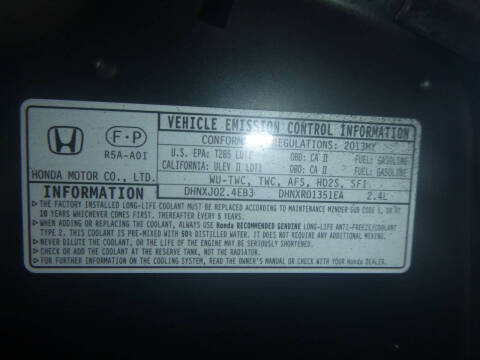 VEHICLE EMISSION CONTROL INFORMATION
F·P
R5A-A01
HONDA MOTOR CO., LTD.
CONFORMS REGULATIONS: 2013MY
U.S. EPA: T2B5 LDT1 OBD: CA II FUEL: GASOLINE
CALIFORNIA: ULEV II LDT1 OBD: CA II FUEL: GASOLINE
WU-TWC, TWC, AFS, HO2S, SFI
DHNXJ02.4EB3 DHNXR0135IEA 2.4L
INFORMATION
THE FACTORY INSTALLED LONG-LIFE COOLANT MUST BE REPLACED ACCORDING TO MAINTENANCE MINDER SUB CODE 5, OR AT
10 YEARS WHICHEVER COMES FIRST. THEREAFTER EVERY 5 YEARS.
WHEN ADDING OR REPLACING THE COOLANT, ALWAYS USE Honda RECOMMENDED GENUINE LONG-LIFE ANTI-FREEZE/COOLANT
TYPE 2. THIS COOLANT IS PRE-MIXED WITH 50% DISTILLED WATER. IT DOES NOT REQUIRE ANY ADDITIONAL MIXING.
NEVER DILUTE THE COOLANT, OR THE LIFE OF THE ENGINE MAY BE SERIOUSLY SHORTENED.
CHECK AND ADD THE COOLANT AT THE RESERVE TANK, NOT THE RADIATOR.
FOR FURTHER INFORMATION ON THE COOLING SYSTEM, READ THE OWNER'S MANUAL OR CHECK WITH YOUR Honda DEALER.